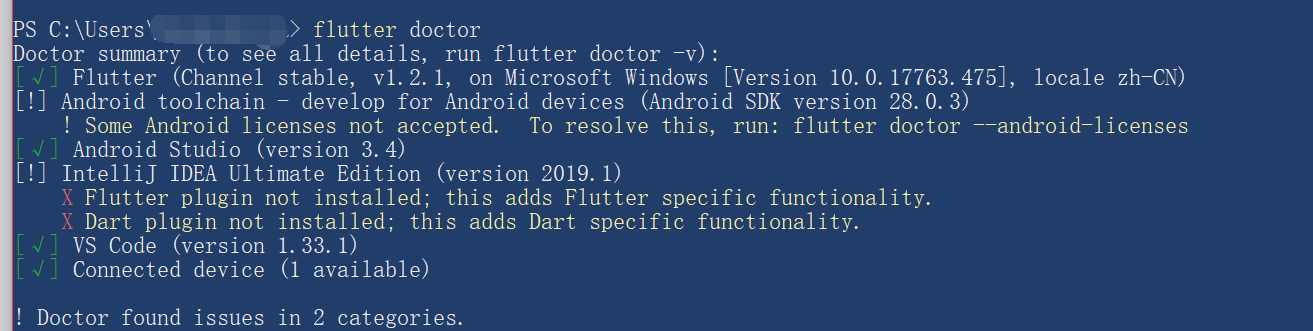 PS C:\Users\> flutter doctor
Doctor summary (to see all details, run flutter doctor -v):
[√] Flutter (Channel stable, v1.2.1, on Microsoft Windows [Version 10.0.17763.475], locale zh-CN)
[!] Android toolchain - develop for Android devices (Android SDK version 28.0.3)
! Some Android licenses not accepted.  To resolve this, run: flutter doctor --android-licenses
[√] Android Studio (version 3.4)
[!] IntelliJ IDEA Ultimate Edition (version 2019.1)
X Flutter plugin not installed; this adds Flutter specific functionality.
X Dart plugin not installed; this adds Dart specific functionality.
[√] VS Code (version 1.33.1)
[√] Connected device (1 available)
! Doctor found issues in 2 categories.